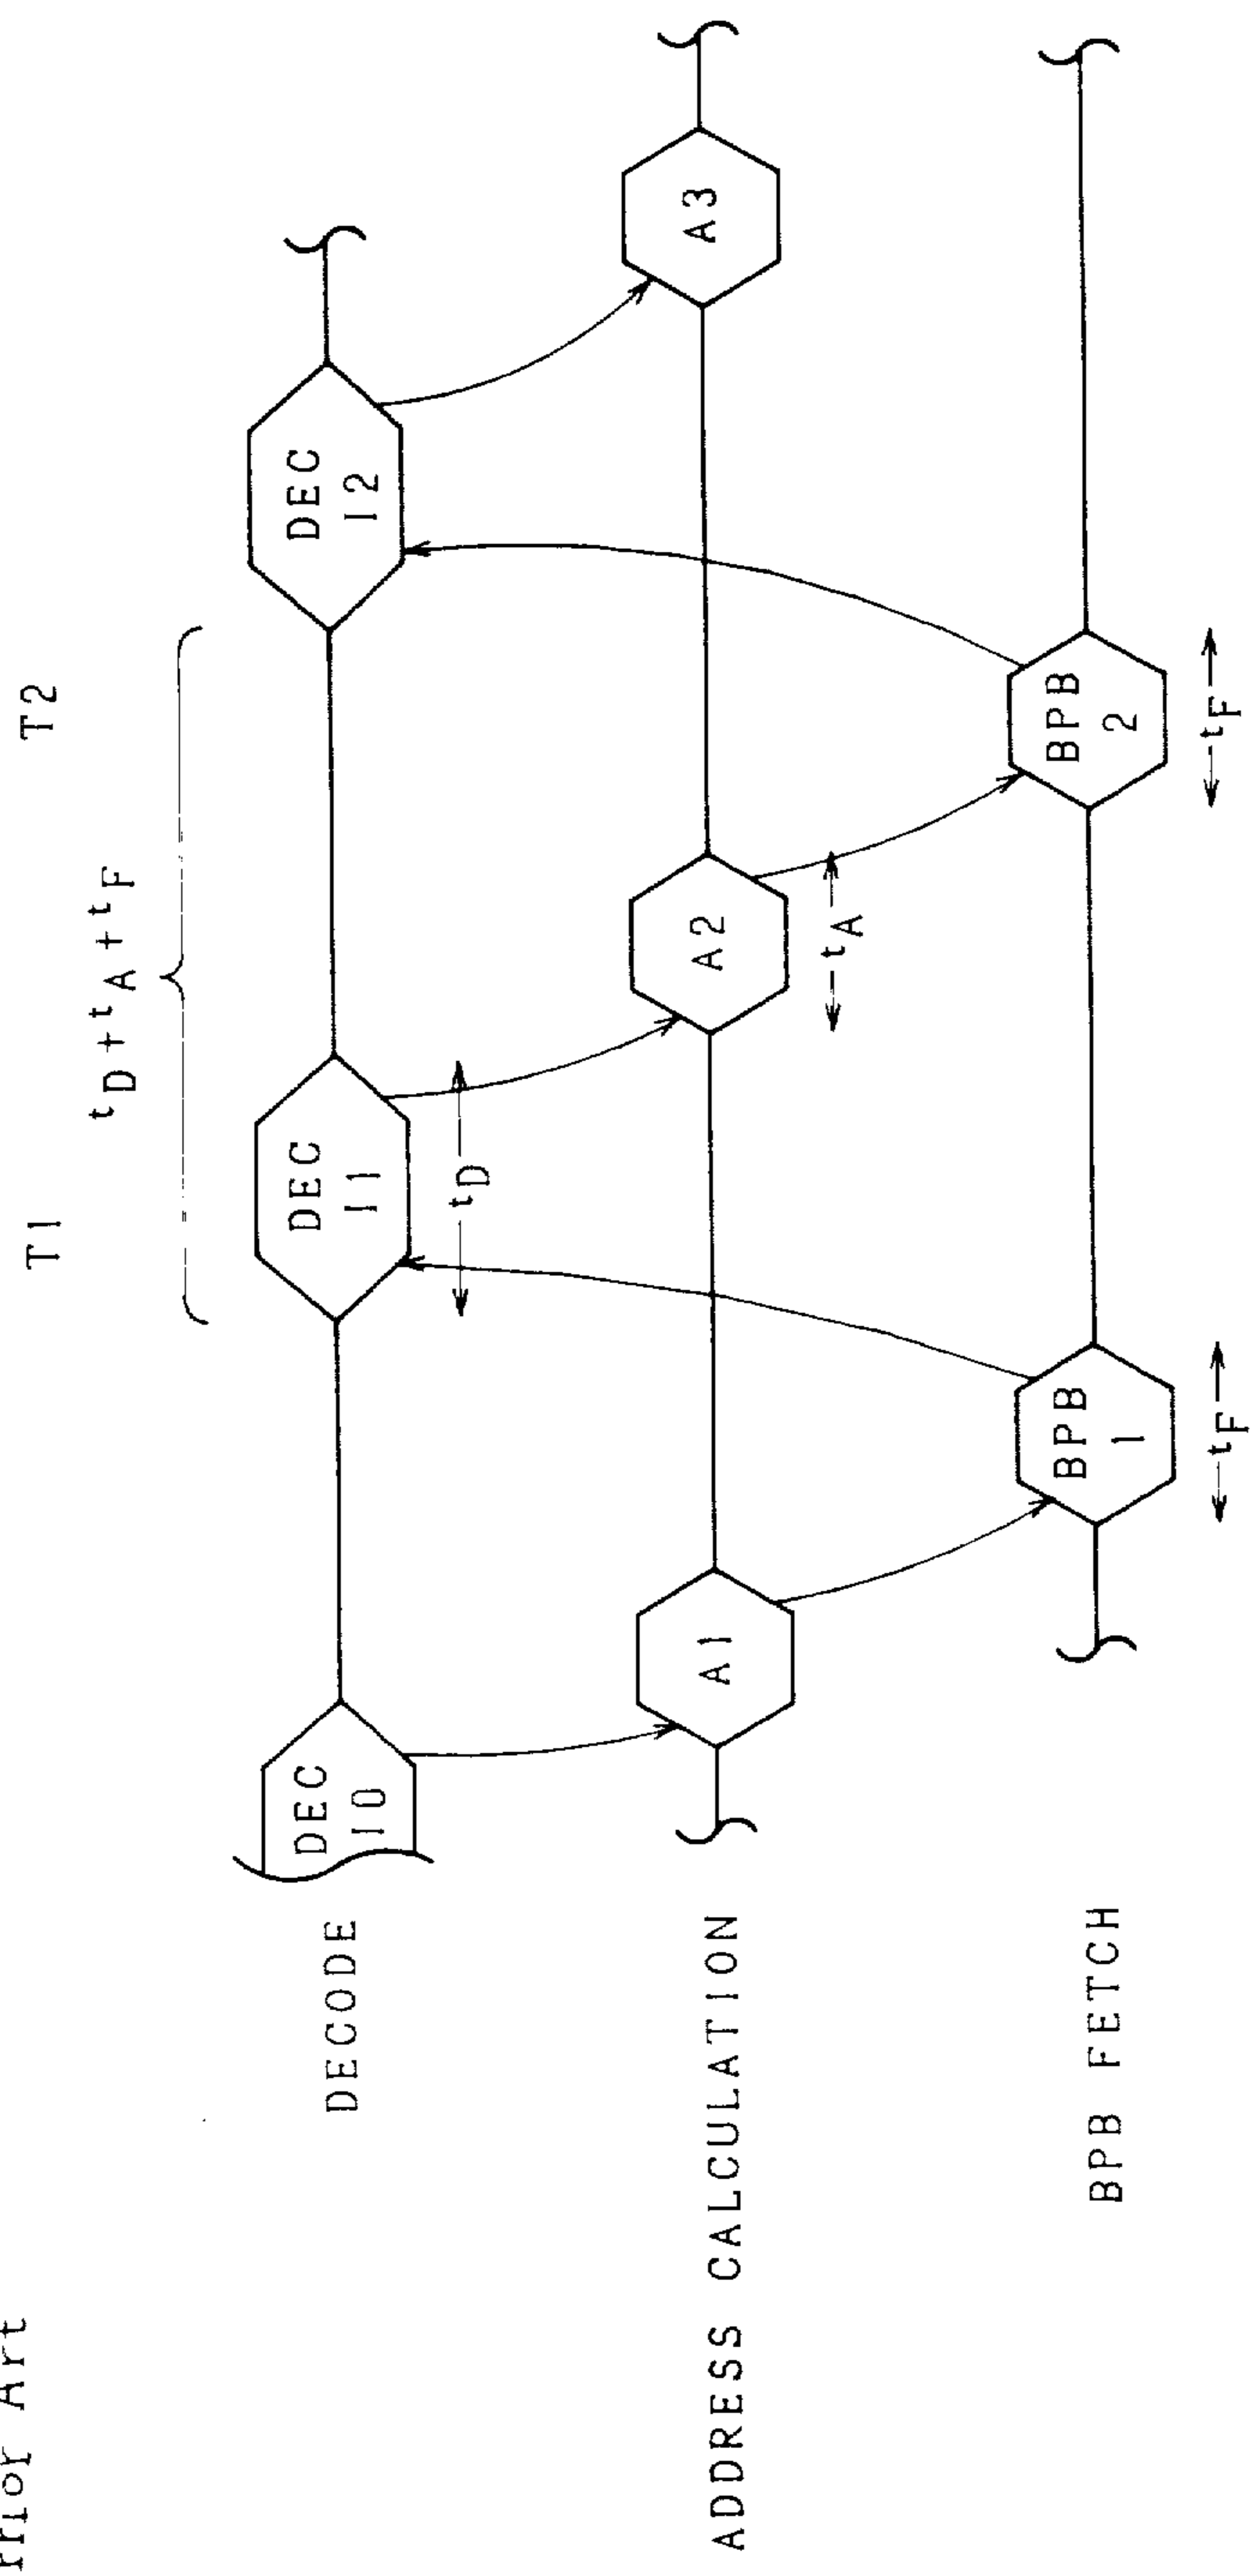 Prior Art
T1
T2
tD+tA+tF
DECODE
DEC
I0
DEC
I1
DEC
I2
tD
ADDRESS CALCULATION
A1
A2
A3
tA
BPB FETCH
BPB
1
BPB
2
tF
tF